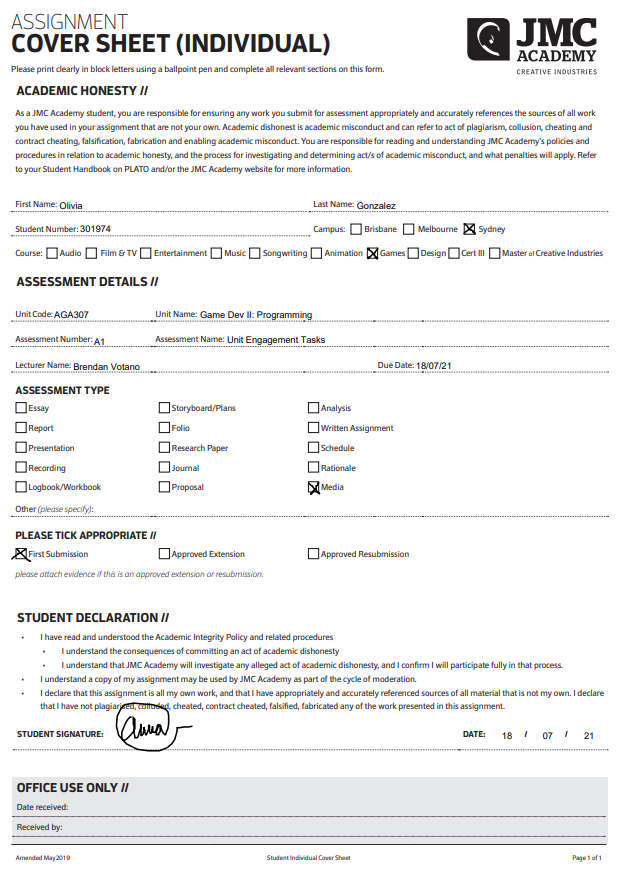 ASSIGNMENT
COVER SHEET (INDIVIDUAL)
JMC
ACADEMY
CREATIVE INDUSTRIES
Please print clearly in block letters using a ballpoint pen and complete all relevant sections on this form.
ACADEMIC HONESTY //
As a JMC Academy student, you are responsible for ensuring any work you submit for assessment appropriately and accurately references the sources of all work
you have used in your assignment that are not your own. Academic dishonest is academic misconduct and can refer to act of plagiarism, collusion, cheating and
contract cheating, falsification, fabrication and enabling academic misconduct. You are responsible for reading and understanding JMC Academy's policies and
procedures in relation to academic honesty, and the process for investigating and determining act/s of academic misconduct, and what penalties will apply. Refer
to your Student Handbook on PLATO and/or the JMC Academy website for more information.
First Name: Olivia Last Name: Gonzalez
Student Number: 301974 Campus: Brisbane Melbourne Sydney
Course: Audio Film & TV Entertainment Music Songwriting Animation Games Design Cert III Master of Creative Industries
ASSESSMENT DETAILS //
Unit Code: AGA307 Unit Name: Game Dev II: Programming
Assessment Number: A1 Assessment Name: Unit Engagement Tasks
Lecturer Name: Brendan Votano Due Date: 18/07/21
ASSESSMENT TYPE
Essay Storyboard/Plans Analysis
Report Folio Written Assignment
Presentation Research Paper Schedule
Recording Journal Rationale
Logbook/Workbook Proposal Media
Other (please specify):
PLEASE TICK APPROPRIATE //
First Submission Approved Extension Approved Resubmission
please attach evidence if this is an approved extension or resubmission.
STUDENT DECLARATION //
• I have read and understood the Academic Integrity Policy and related procedures
• I understand the consequences of committing an act of academic dishonesty
• I understand that JMC Academy will investigate any alleged act of academic dishonesty, and I confirm I will participate fully in that process.
• I understand a copy of my assignment may be used by JMC Academy as part of the cycle of moderation.
• I declare that this assignment is all my own work, and that I have appropriately and accurately referenced sources of all material that is not my own. I declare
that I have not plagiarised, colluded, cheated, contract cheated, falsified, fabricated any of the work presented in this assignment.
STUDENT SIGNATURE: DATE: 18 / 07 / 21
OFFICE USE ONLY //
Date received:
Received by:
Amended May2019 Student Individual Cover Sheet Page 1 of 1